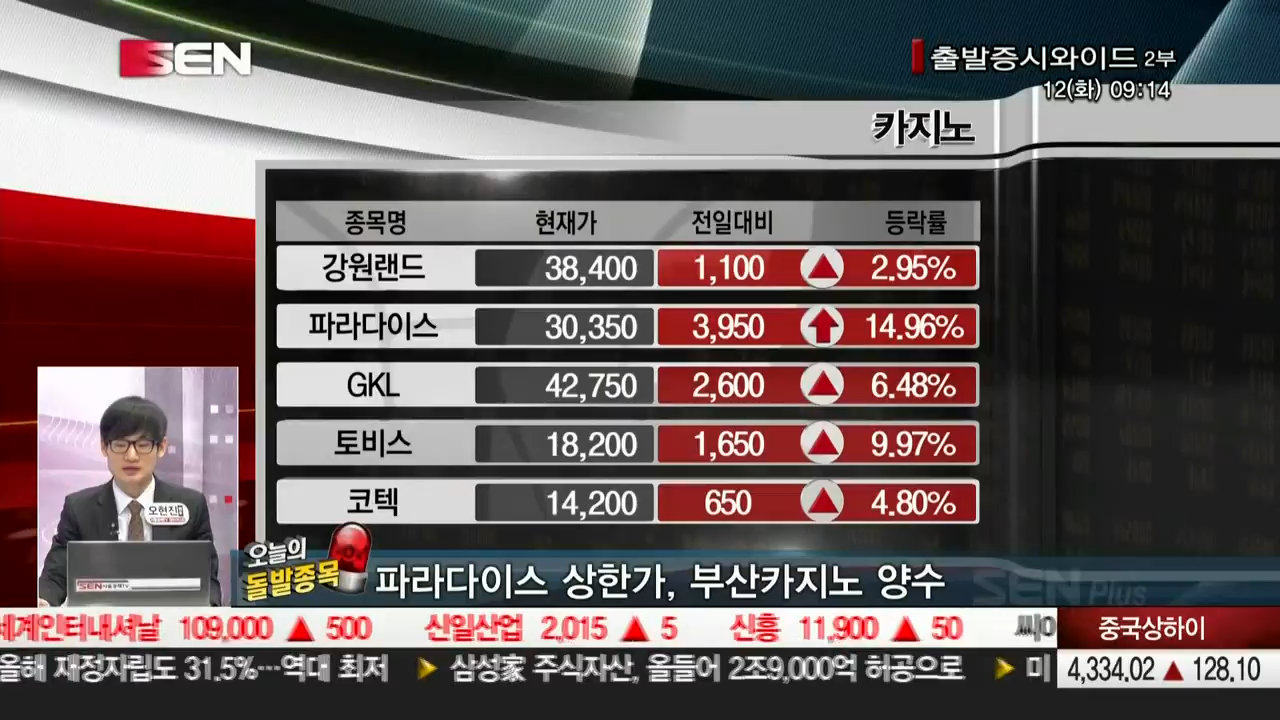 SEN
출발증시와이드 2부
12(화) 09:14
카지노
종목명 현재가 전일대비 등락률
강원랜드 38,400 1,100 ▲ 2.95%
파라다이스 30,350 3,950 ⬆ 14.96%
GKL 42,750 2,600 ▲ 6.48%
토비스 18,200 1,650 ▲ 9.97%
코텍 14,200 650 ▲ 4.80%
오현진
SEN
오늘의
돌발종목
파라다이스 상한가, 부산카지노 양수
SEN Plus
세계인터내셔날 109,000 ▲ 500 신일산업 2,015 ▲ 5 신흥 11,900 ▲ 50 씨
중국상하이
올해 재정자립도 31.5%…역대 최저 ▶ 삼성家 주식자산, 올들어 2조9,000억 허공으로 ▶ 미
4,334.02 ▲ 128.10